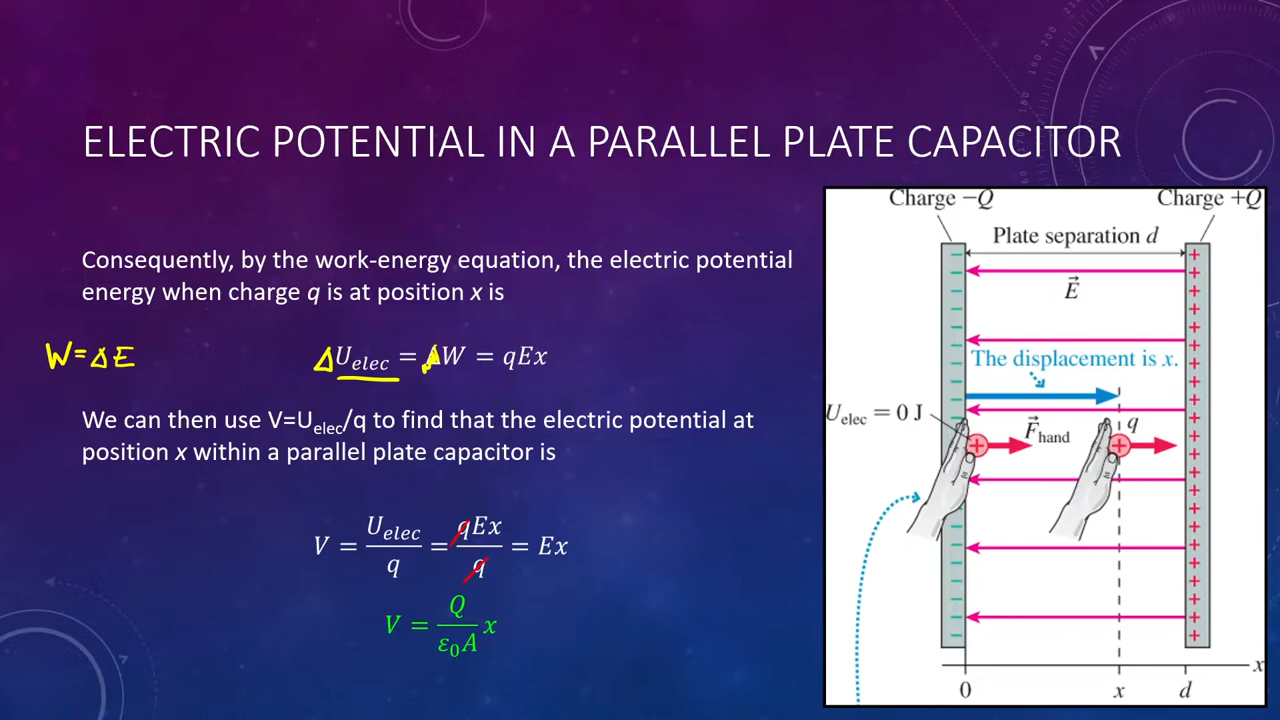 ELECTRIC POTENTIAL IN A PARALLEL PLATE CAPACITOR
Consequently, by the work-energy equation, the electric potential
energy when charge q is at position x is
W=ΔE
ΔU_elec = ΔW = qEx
We can then use V=U_elec/q to find that the electric potential at
position x within a parallel plate capacitor is
V = U_elec/q = qEx/q = Ex
V = Q/(ε₀A) x
Charge −Q
Charge +Q
Plate separation d
E⃗
The displacement is x.
U_elec = 0 J
F⃗_hand
q
0 x d
x